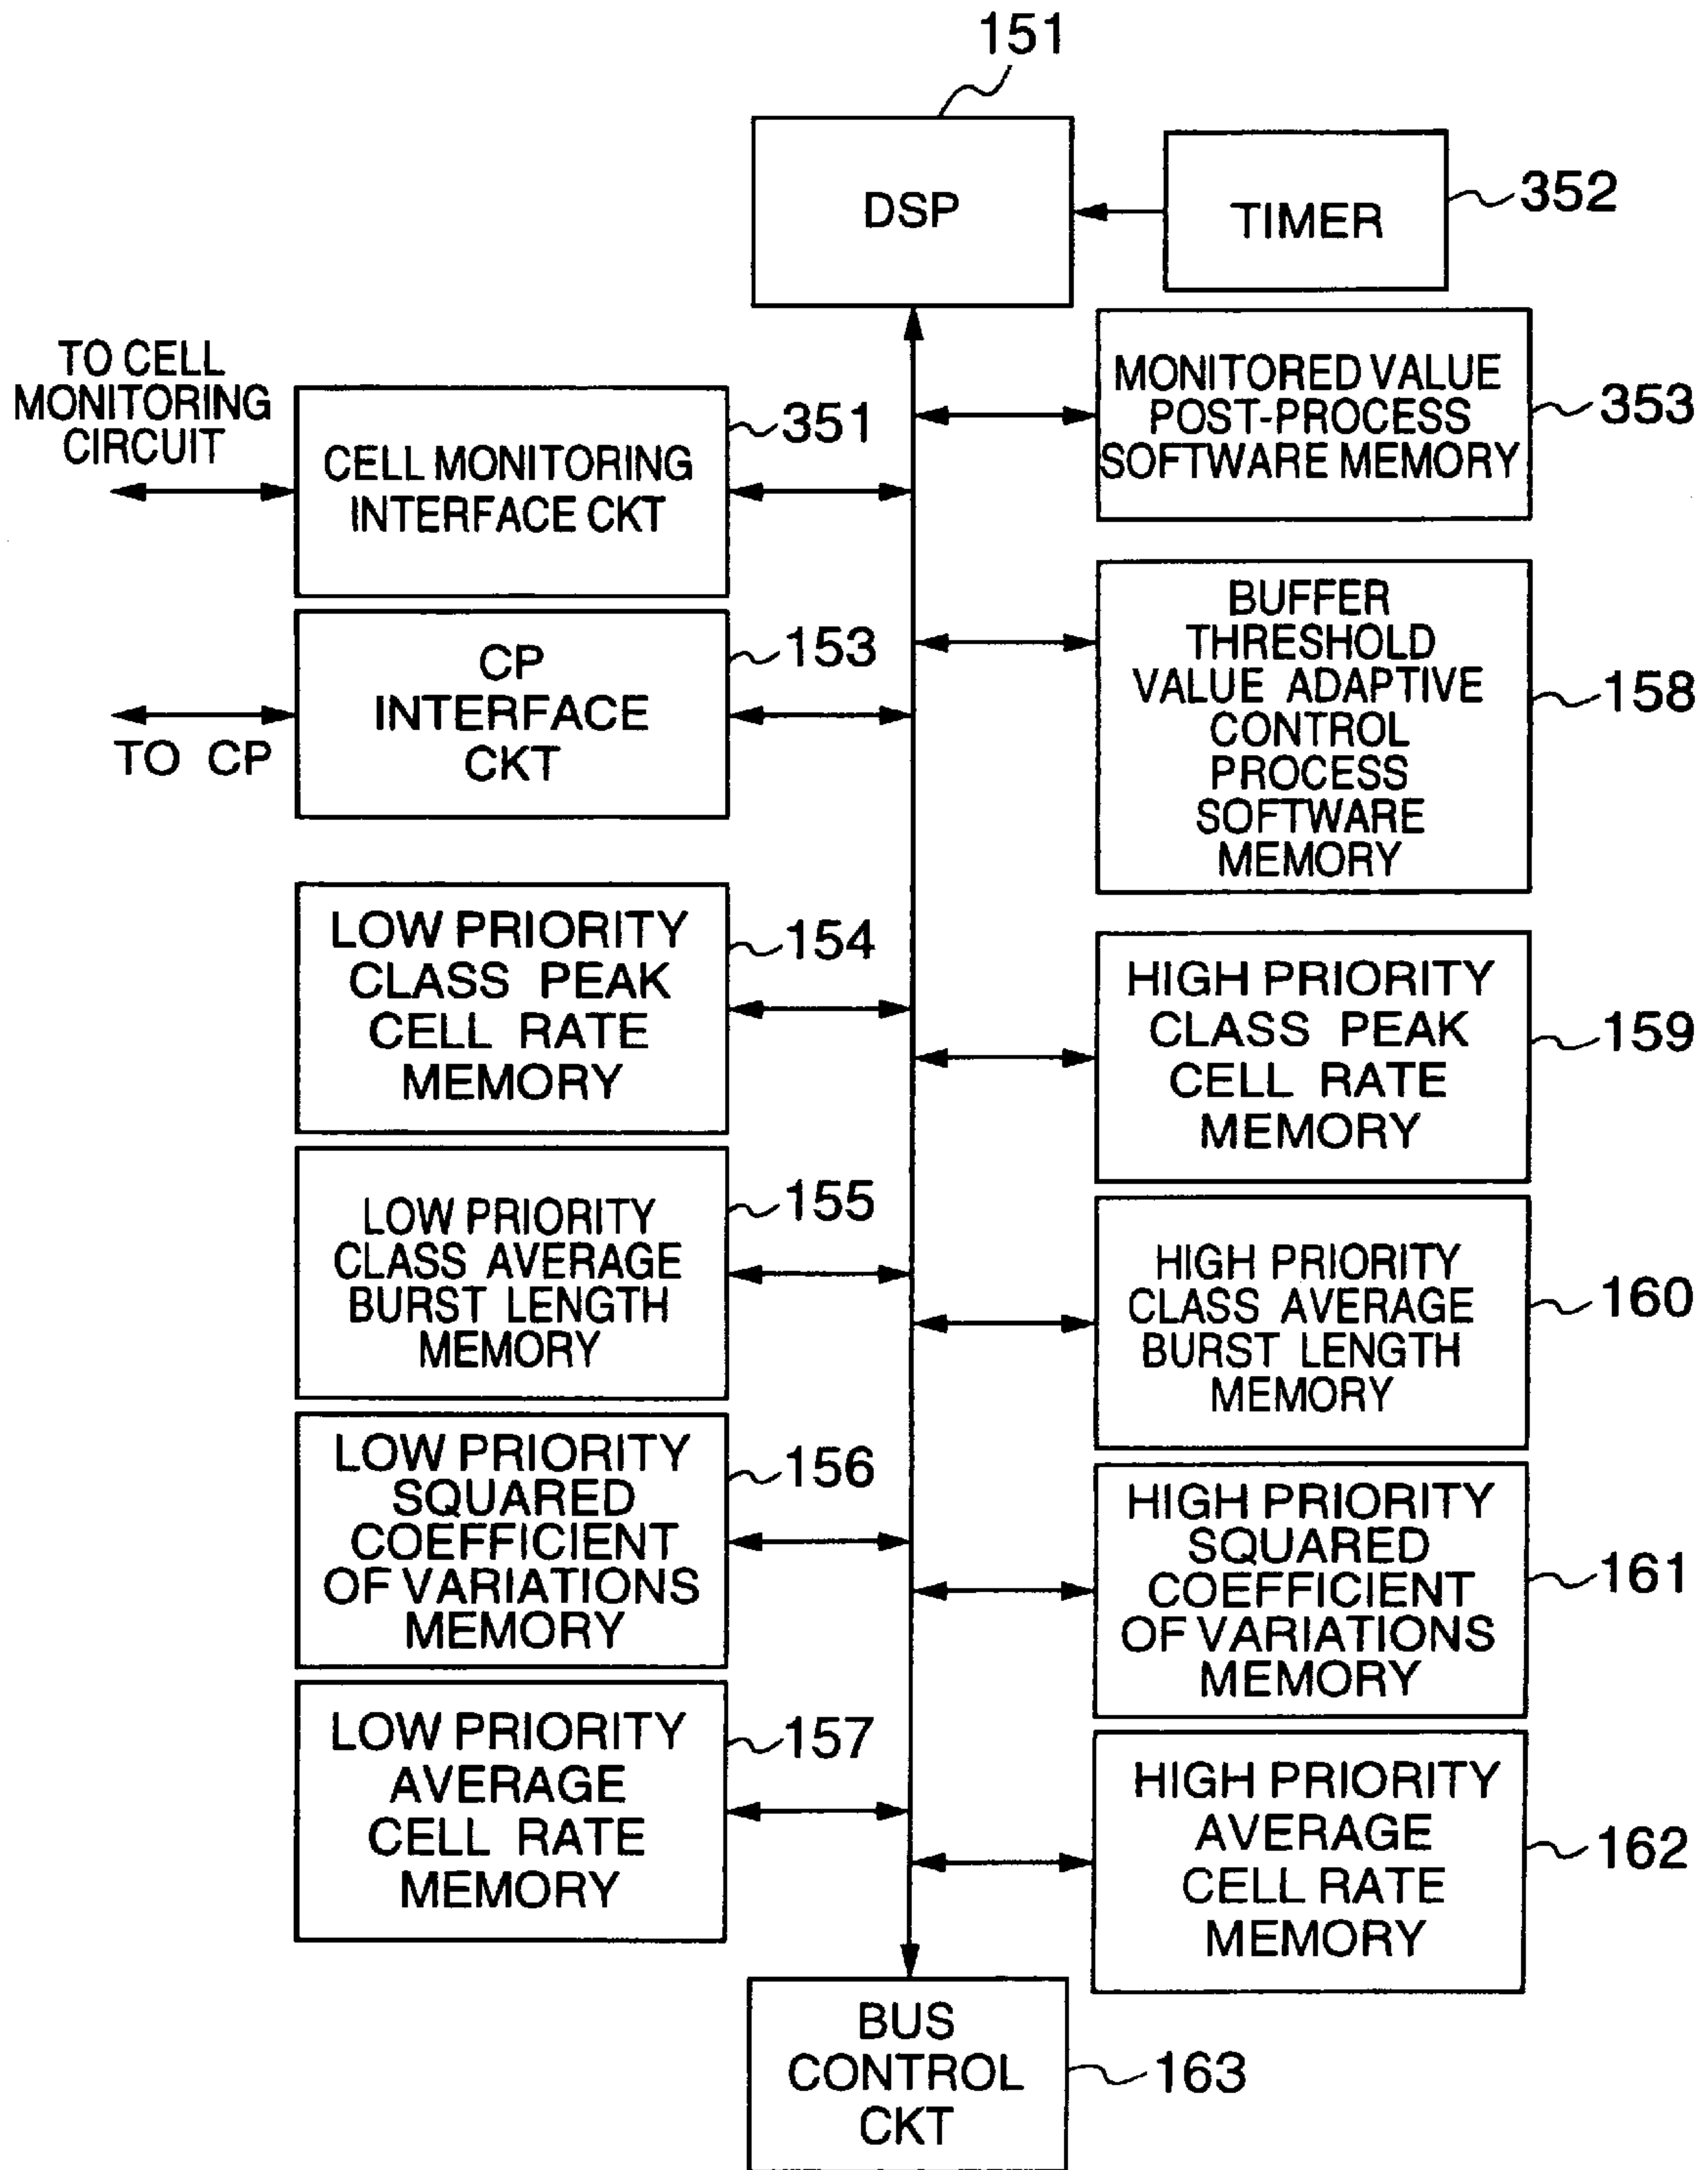 151
DSP
TIMER
352
TO CELL
MONITORING
CIRCUIT
CELL MONITORING
INTERFACE CKT
351
MONITORED VALUE
POST-PROCESS
SOFTWARE MEMORY
353
CP
INTERFACE
CKT
153
TO CP
BUFFER
THRESHOLD
VALUE ADAPTIVE
CONTROL
PROCESS
SOFTWARE
MEMORY
158
LOW PRIORITY
CLASS PEAK
CELL RATE
MEMORY
154
HIGH PRIORITY
CLASS PEAK
CELL RATE
MEMORY
159
LOW PRIORITY
CLASS AVERAGE
BURST LENGTH
MEMORY
155
HIGH PRIORITY
CLASS AVERAGE
BURST LENGTH
MEMORY
160
LOW PRIORITY
SQUARED
COEFFICIENT
OF VARIATIONS
MEMORY
156
HIGH PRIORITY
SQUARED
COEFFICIENT
OF VARIATIONS
MEMORY
161
LOW PRIORITY
AVERAGE
CELL RATE
MEMORY
157
HIGH PRIORITY
AVERAGE
CELL RATE
MEMORY
162
BUS
CONTROL
CKT
163